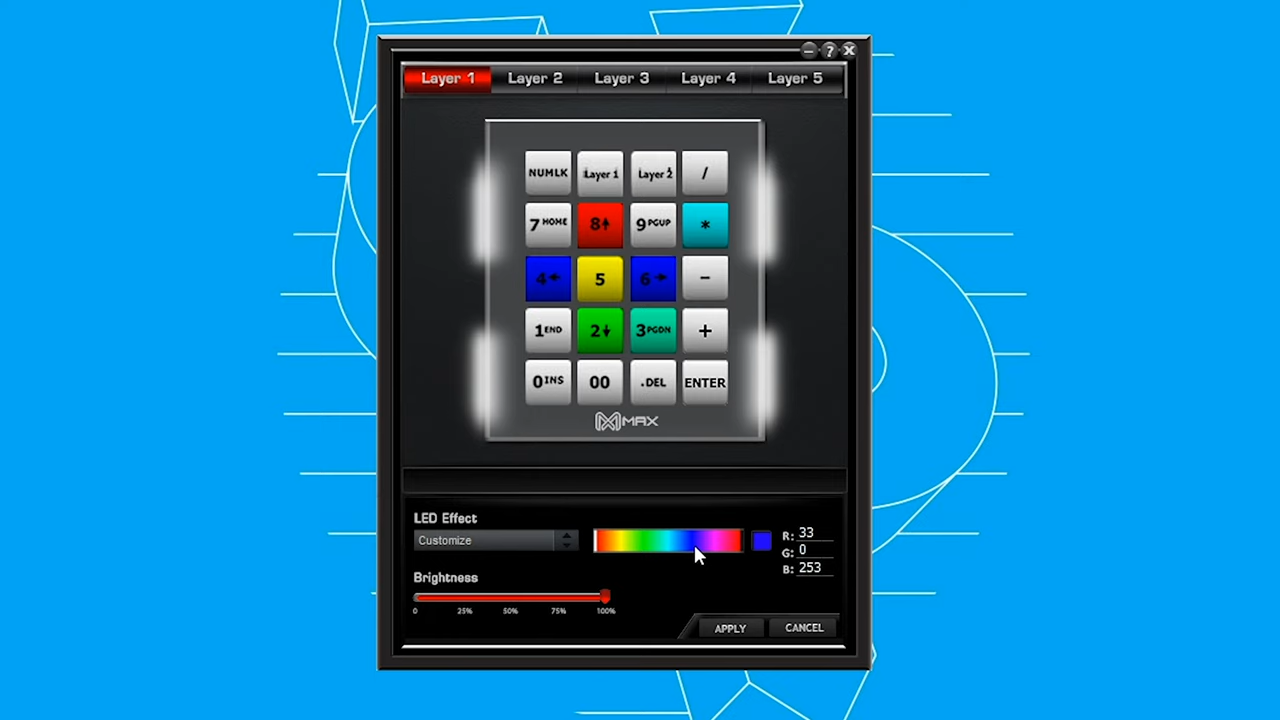 Layer 1 Layer 2 Layer 3 Layer 4 Layer 5
NUMLK Layer 1 Layer 2 /
7 HOME 8 9 PGUP *
4 5 6 -
1 END 2 3 PGDN +
0 INS 00 .DEL ENTER
MAX
LED Effect
Customize
R: 33
G: 0
B: 253
Brightness
0 25% 50% 75% 100%
APPLY CANCEL